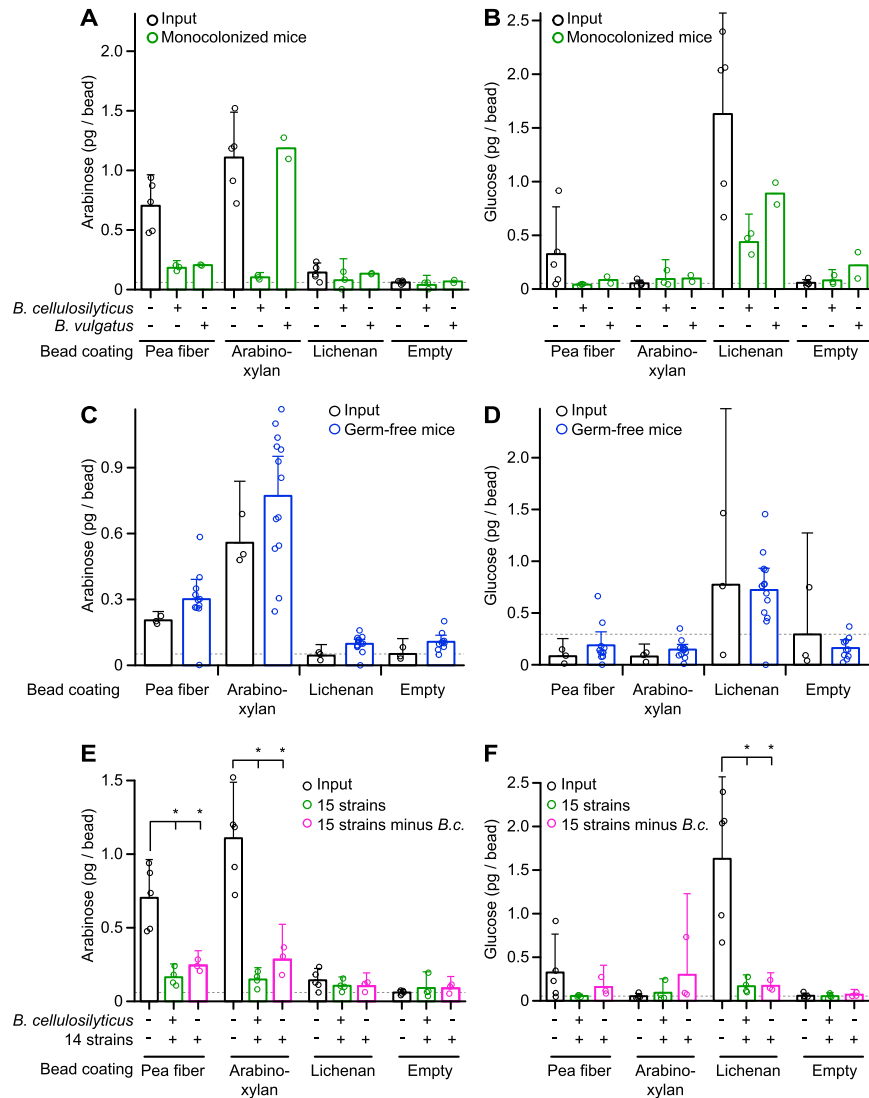 A
Input
Monocolonized mice
Arabinose (pg / bead)
2.0
1.5
1.0
0.5
0
B. cellulosilyticus
- + - - + - - + - - + -
B. vulgatus
- - + - - + - - + - - +
Bead coating
Pea fiber Arabino-xylan Lichenan Empty
B
Input
Monocolonized mice
Glucose (pg / bead)
2.5
2.0
1.5
1.0
0.5
0
- + - - + - - + - - + -
- - + - - + - - + - - +
Pea fiber Arabino-xylan Lichenan Empty
C
Input
Germ-free mice
Arabinose (pg / bead)
0.9
0.6
0.3
0
Bead coating
Pea fiber Arabino-xylan Lichenan Empty
D
Input
Germ-free mice
Glucose (pg / bead)
2.0
1.5
1.0
0.5
0
Pea fiber Arabino-xylan Lichenan Empty
E
* * * *
Input
15 strains
15 strains minus B.c.
Arabinose (pg / bead)
1.5
1.0
0.5
0
B. cellulosilyticus
- + - - + - - + - - + -
14 strains
- + + - + + - + + - + +
Bead coating
Pea fiber Arabino-xylan Lichenan Empty
F
* *
Input
15 strains
15 strains minus B.c.
Glucose (pg / bead)
2.5
2.0
1.5
1.0
0.5
0
- + - - + - - + - - + -
- + + - + + - + + - + +
Pea fiber Arabino-xylan Lichenan Empty